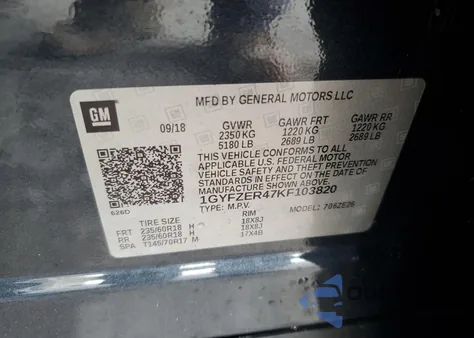 GM
MFD BY GENERAL MOTORS LLC
09/18
GVWR GAWR FRT GAWR RR
2350 KG 1220 KG 1220 KG
5180 LB 2689 LB 2689 LB
THIS VEHICLE CONFORMS TO ALL
APPLICABLE U.S. FEDERAL MOTOR
VEHICLE SAFETY AND THEFT
PREVENTION STANDARDS IN EFFECT
ON THE DATE OF MANUFACTURE
SHOWN ABOVE.
1GYFZER47KF103820
TYPE: M.P.V. MODEL: 706ZE26
626D
TIRE SIZE RIM
FRT 235/60R18 H 18X8J
RR 235/60R18 H 18X8J
SPA T145/70R17 M 17X4B